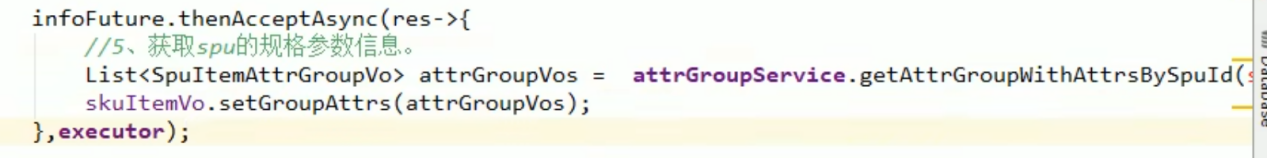 infoFuture.thenAcceptAsync(res->{
//5、获取spu的规格参数信息。
List<SpuItemAttrGroupVo> attrGroupVos =  attrGroupService.getAttrGroupWithAttrsBySpuId(
skuItemVo.setGroupAttrs(attrGroupVos);
},executor);
Database